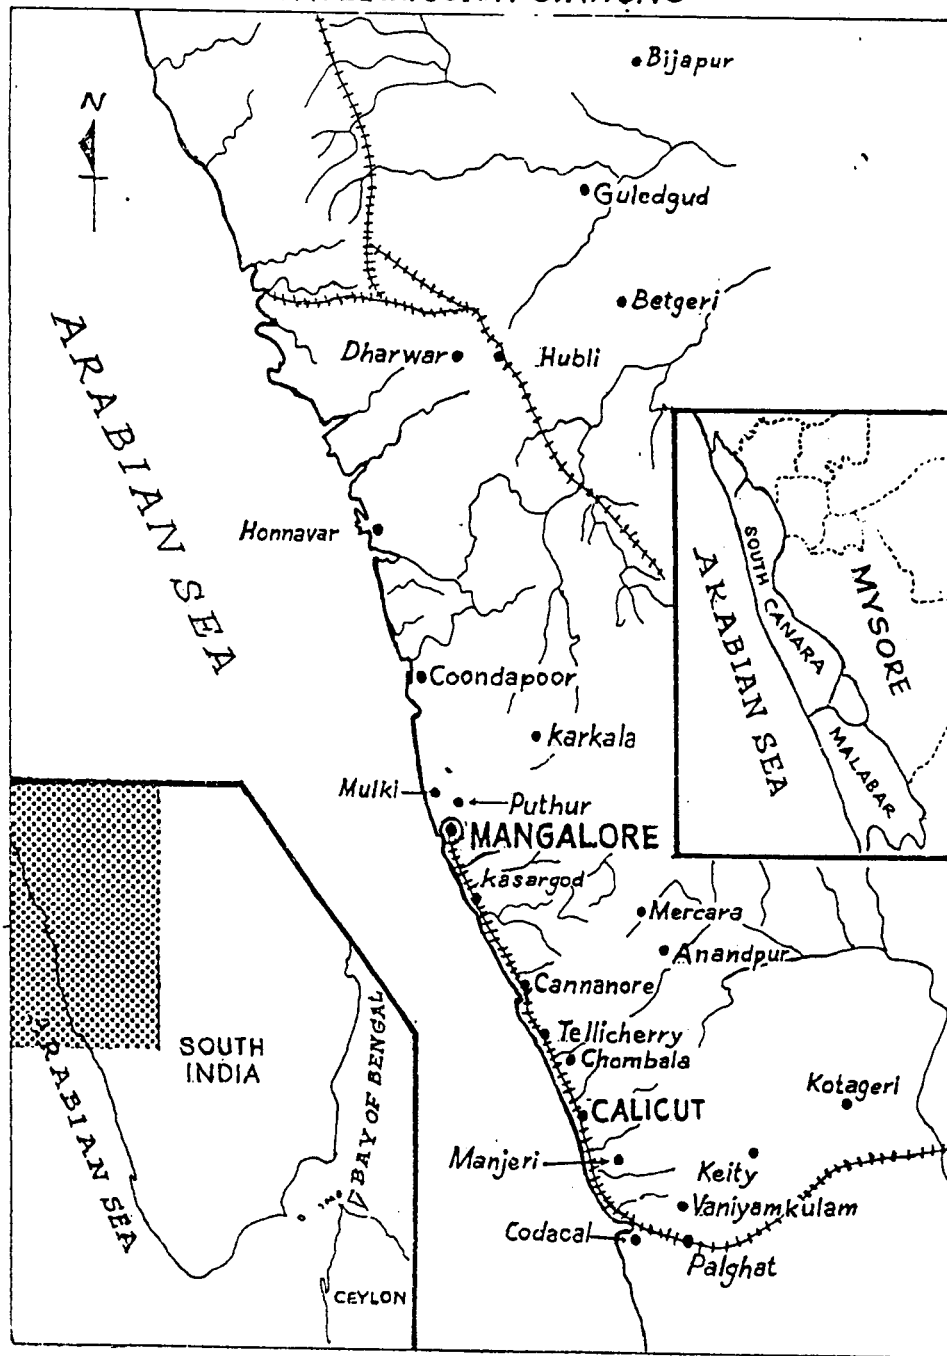 N
Bijapur
Guledgud
Betgeri
Dharwar
Hubli
ARABIAN SEA
Honnavar
Coondapoor
Karkala
Mulki
Puthur
MANGALORE
Kasargod
Mercara
Anandpur
Cannanore
Tellicherry
Chombala
CALICUT
Kotageri
Manjeri
Keity
Vaniyamkulam
Codacal
Palghat
SOUTH CANARA
MYSORE
ARABIAN SEA
MALABAR
SOUTH
INDIA
BAY OF BENGAL
ARABIAN SEA
CEYLON